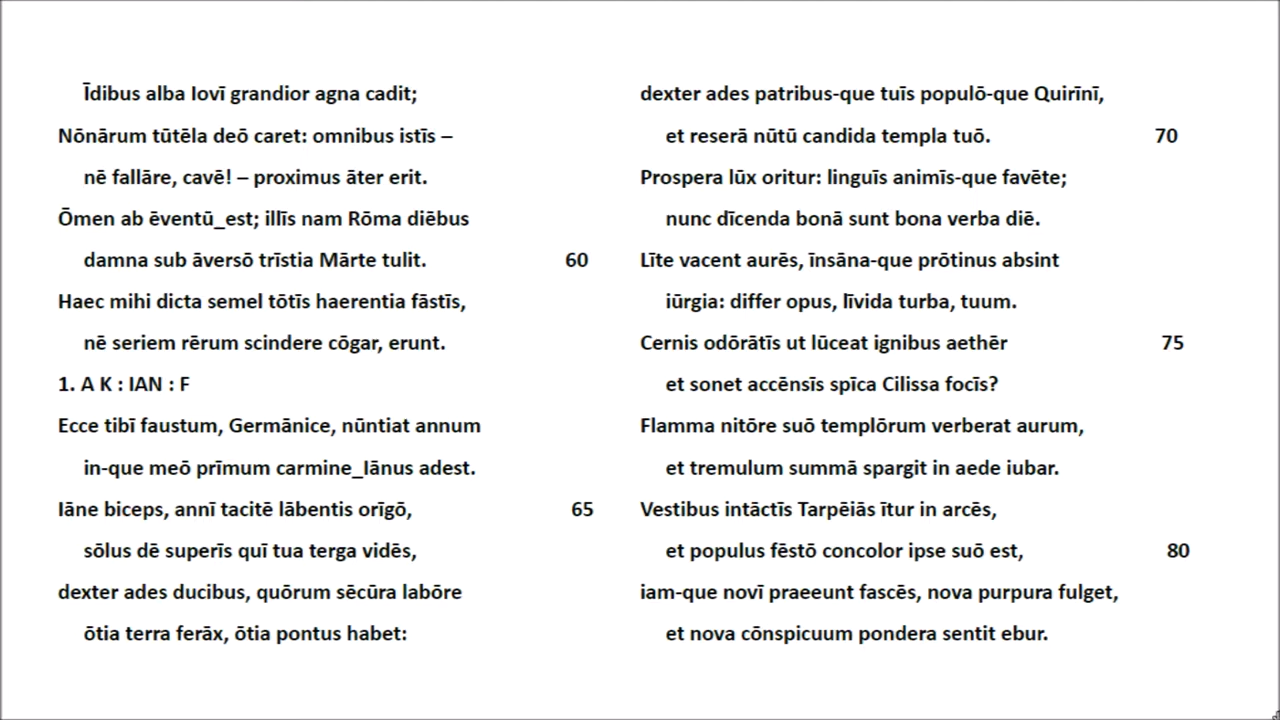 Īdibus alba Iovī grandior agna cadit;
Nōnārum tūtēla deō caret: omnibus istīs –
nē fallāre, cavē! – proximus āter erit.
Ōmen ab ēventū_est; illīs nam Rōma diēbus
damna sub āversō trīstia Mārte tulit. 60
Haec mihi dicta semel tōtīs haerentia fāstīs,
nē seriem rērum scindere cōgar, erunt.
1. A K : IAN : F
Ecce tibī faustum, Germānice, nūntiat annum
in-que meō prīmum carmine_Iānus adest.
Iāne biceps, annī tacitē lābentis orīgō, 65
sōlus dē superīs quī tua terga vidēs,
dexter ades ducibus, quōrum sēcūra labōre
ōtia terra ferāx, ōtia pontus habet:
dexter ades patribus-que tuīs populō-que Quirīnī,
et reserā nūtū candida templa tuō. 70
Prospera lūx oritur: linguīs animīs-que favēte;
nunc dīcenda bonā sunt bona verba diē.
Līte vacent aurēs, īnsāna-que prōtinus absint
iūrgia: differ opus, līvida turba, tuum.
Cernis odōrātīs ut lūceat ignibus aethēr 75
et sonet accēnsīs spīca Cilissa focīs?
Flamma nitōre suō templōrum verberat aurum,
et tremulum summā spargit in aede iubar.
Vestibus intāctīs Tarpēiās ītur in arcēs,
et populus fēstō concolor ipse suō est, 80
iam-que novī praeeunt fascēs, nova purpura fulget,
et nova cōnspicuum pondera sentit ebur.